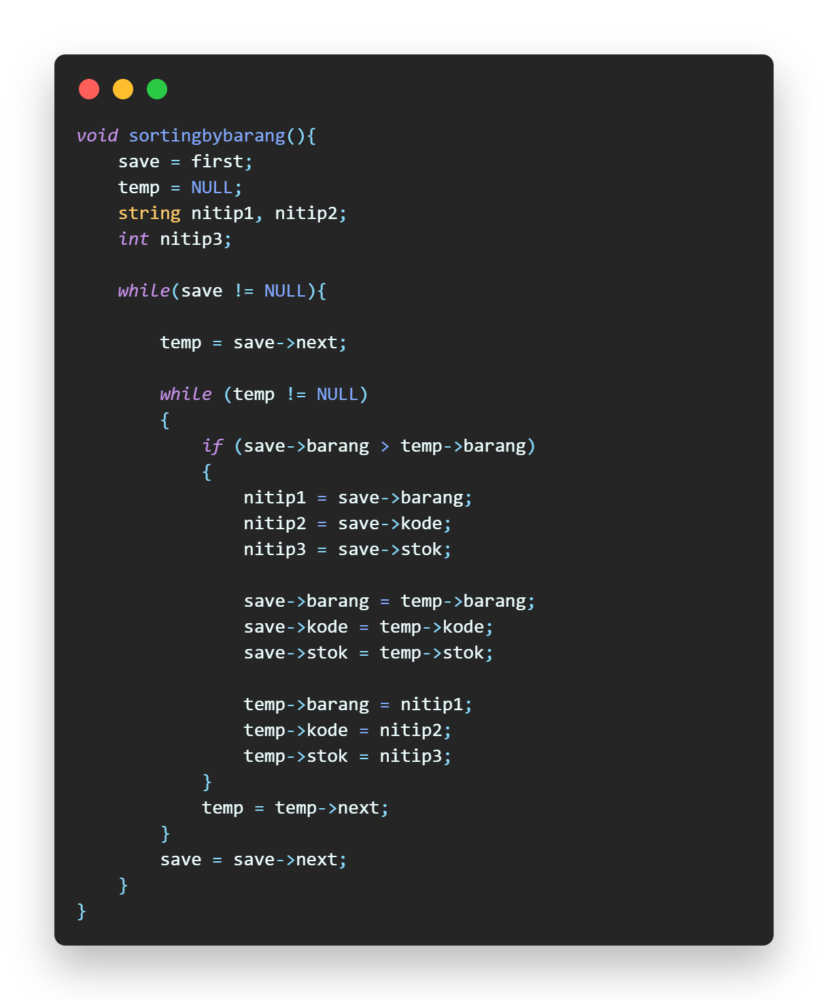 void sortingbybarang(){
    save = first;
    temp = NULL;
    string nitip1, nitip2;
    int nitip3;

    while(save != NULL){

        temp = save->next;

        while (temp != NULL)
        {
            if (save->barang > temp->barang)
            {
                nitip1 = save->barang;
                nitip2 = save->kode;
                nitip3 = save->stok;

                save->barang = temp->barang;
                save->kode = temp->kode;
                save->stok = temp->stok;

                temp->barang = nitip1;
                temp->kode = nitip2;
                temp->stok = nitip3;
            }
            temp = temp->next;
        }
        save = save->next;
    }
}